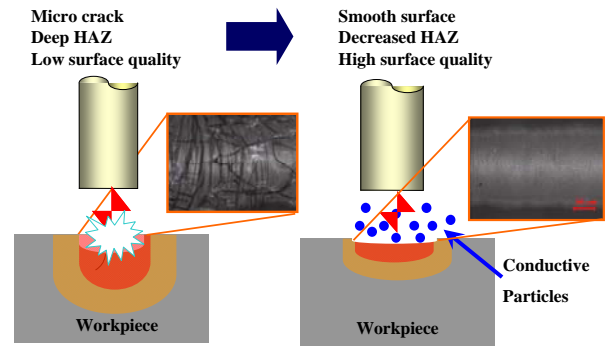 Micro crack
Deep HAZ
Low surface quality
Smooth surface
Decreased HAZ
High surface quality
Workpiece
Conductive
Particles
Workpiece